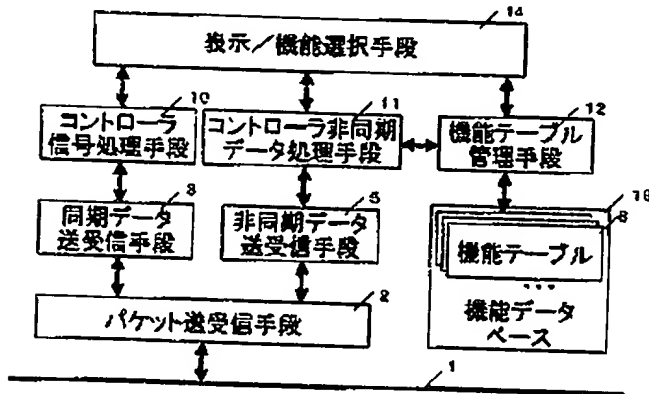 14
表示／機能選択手段
10
コントローラ
信号処理手段
11
コントローラ非同期
データ処理手段
12
機能テーブル
管理手段
3
同期データ
送受信手段
5
非同期データ
送受信手段
機能テーブル
...
機能データ
ベース
2
パケット送受信手段
1